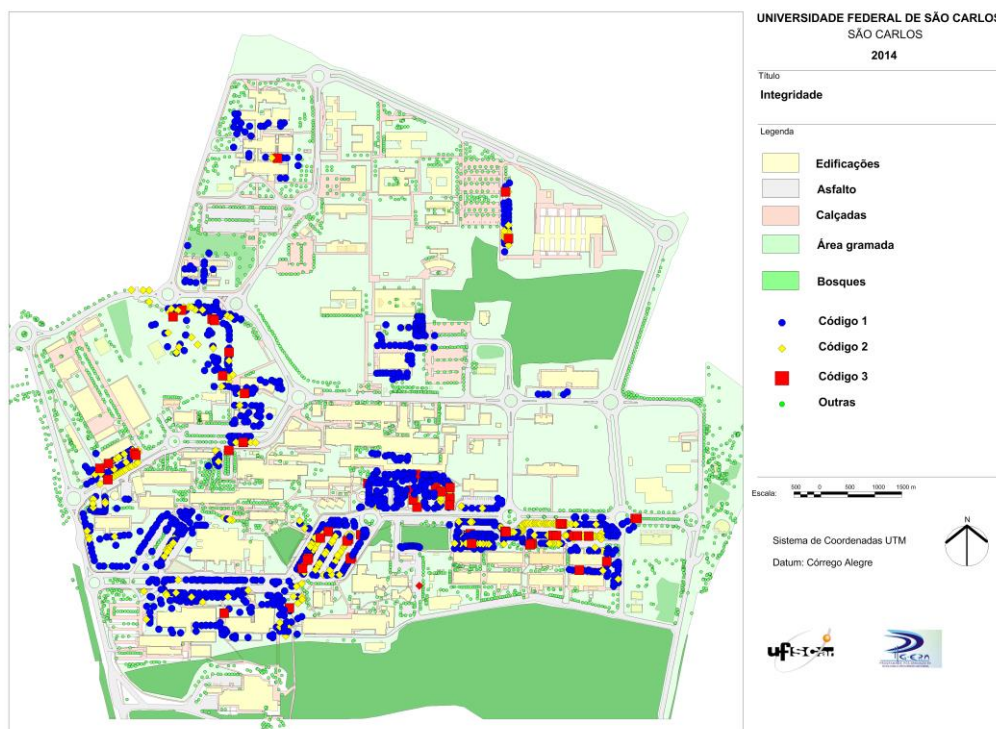 UNIVERSIDADE FEDERAL DE SÃO CARLOS
SÃO CARLOS
2014
Título
Integridade
Legenda
Edificações
Asfalto
Calçadas
Área gramada
Bosques
Código 1
Código 2
Código 3
Outras
Escala: 500 0 500 1000 1500 m
Sistema de Coordenadas UTM
Datum: Córrego Alegre
N
ufscar